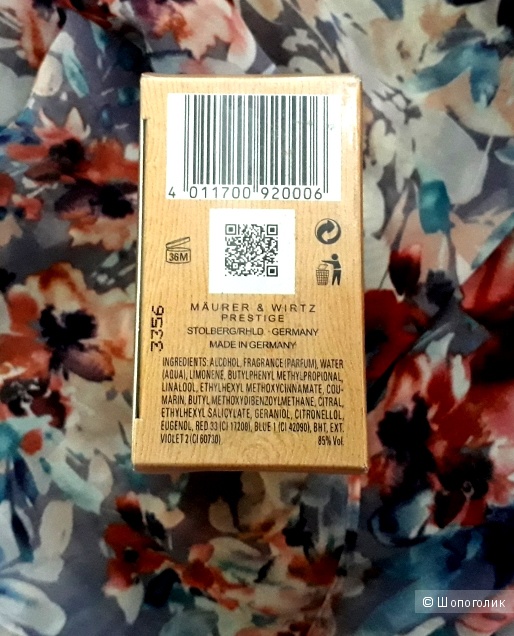 4 011700 920006
36M
3356
MÄURER & WIRTZ
PRESTIGE
STOLBERG/RHLD. · GERMANY
MADE IN GERMANY
INGREDIENTS: ALCOHOL, FRAGRANCE (PARFUM), WATER
(AQUA), LIMONENE, BUTYLPHENYL METHYLPROPIONAL,
LINALOOL, ETHYLHEXYL METHOXYCINNAMATE, COU-
MARIN, BUTYL METHOXYDIBENZOYLMETHANE, CITRAL,
ETHYLHEXYL SALICYLATE, GERANIOL, CITRONELLOL,
EUGENOL, RED 33 (CI 17200), BLUE 1 (CI 42090), BHT, EXT.
VIOLET 2 (CI 60730) 85% Vol.
© Шопоголик